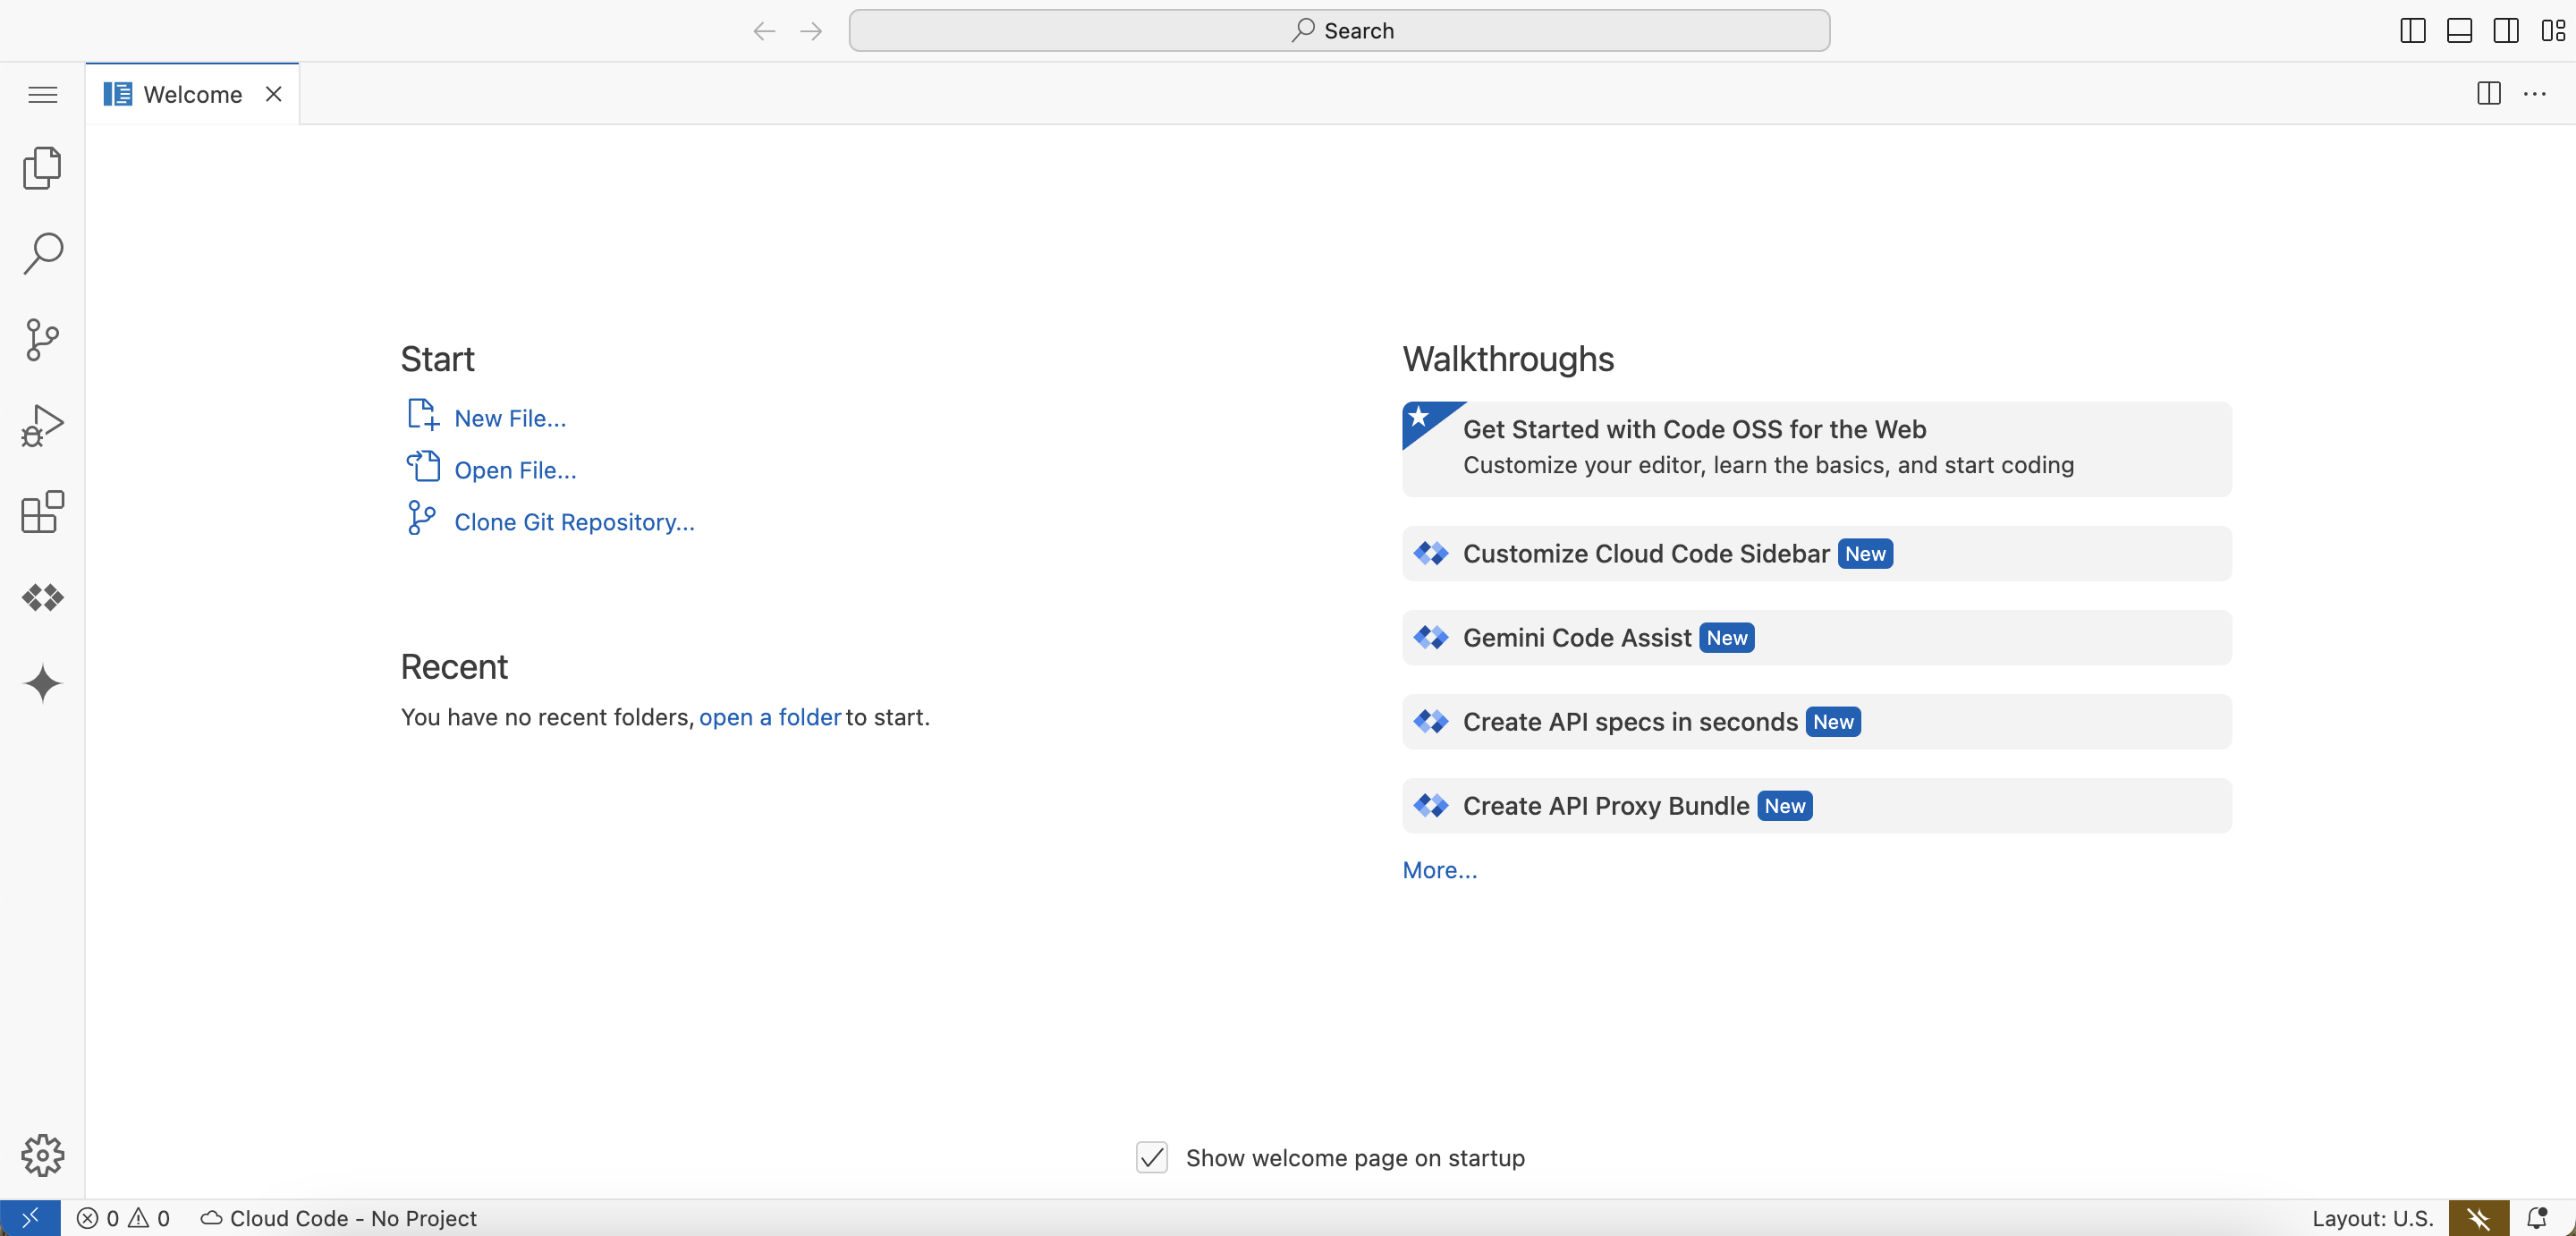 Search
Welcome
Start
New File...
Open File...
Clone Git Repository...
Recent
You have no recent folders, open a folder to start.
Walkthroughs
Get Started with Code OSS for the Web
Customize your editor, learn the basics, and start coding
Customize Cloud Code Sidebar New
Gemini Code Assist New
Create API specs in seconds New
Create API Proxy Bundle New
More...
Show welcome page on startup
0 0 Cloud Code - No Project
Layout: U.S.